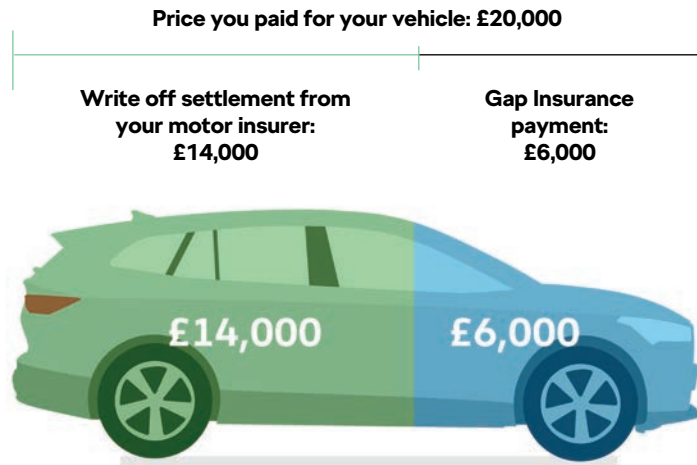 Price you paid for your vehicle: £20,000
Write off settlement from
your motor insurer:
£14,000
Gap Insurance
payment:
£6,000
£14,000
£6,000